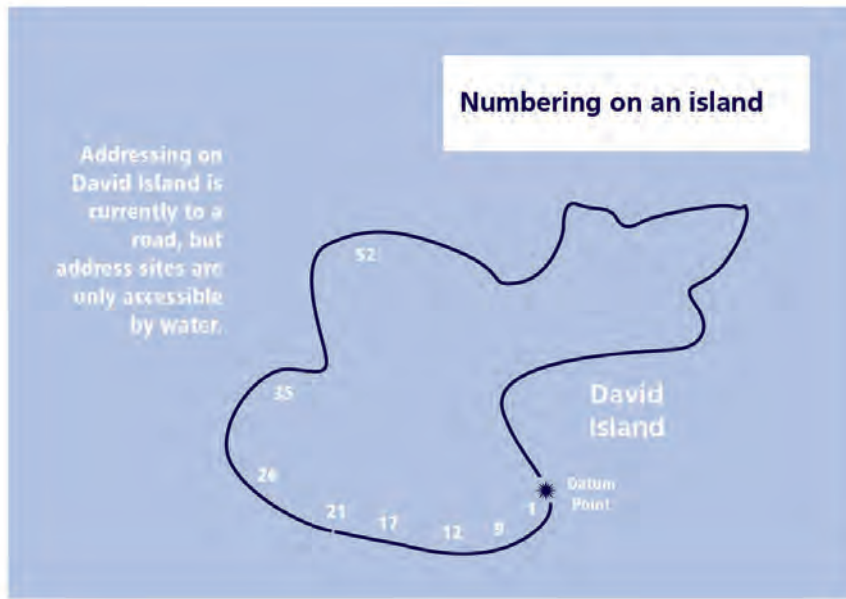 Numbering on an island
Addressing on
David Island is
currently to a
road, but
address sites are
only accessible
by water.
52
35
David
Island
26
Datum
Point
1
21
17
12
9